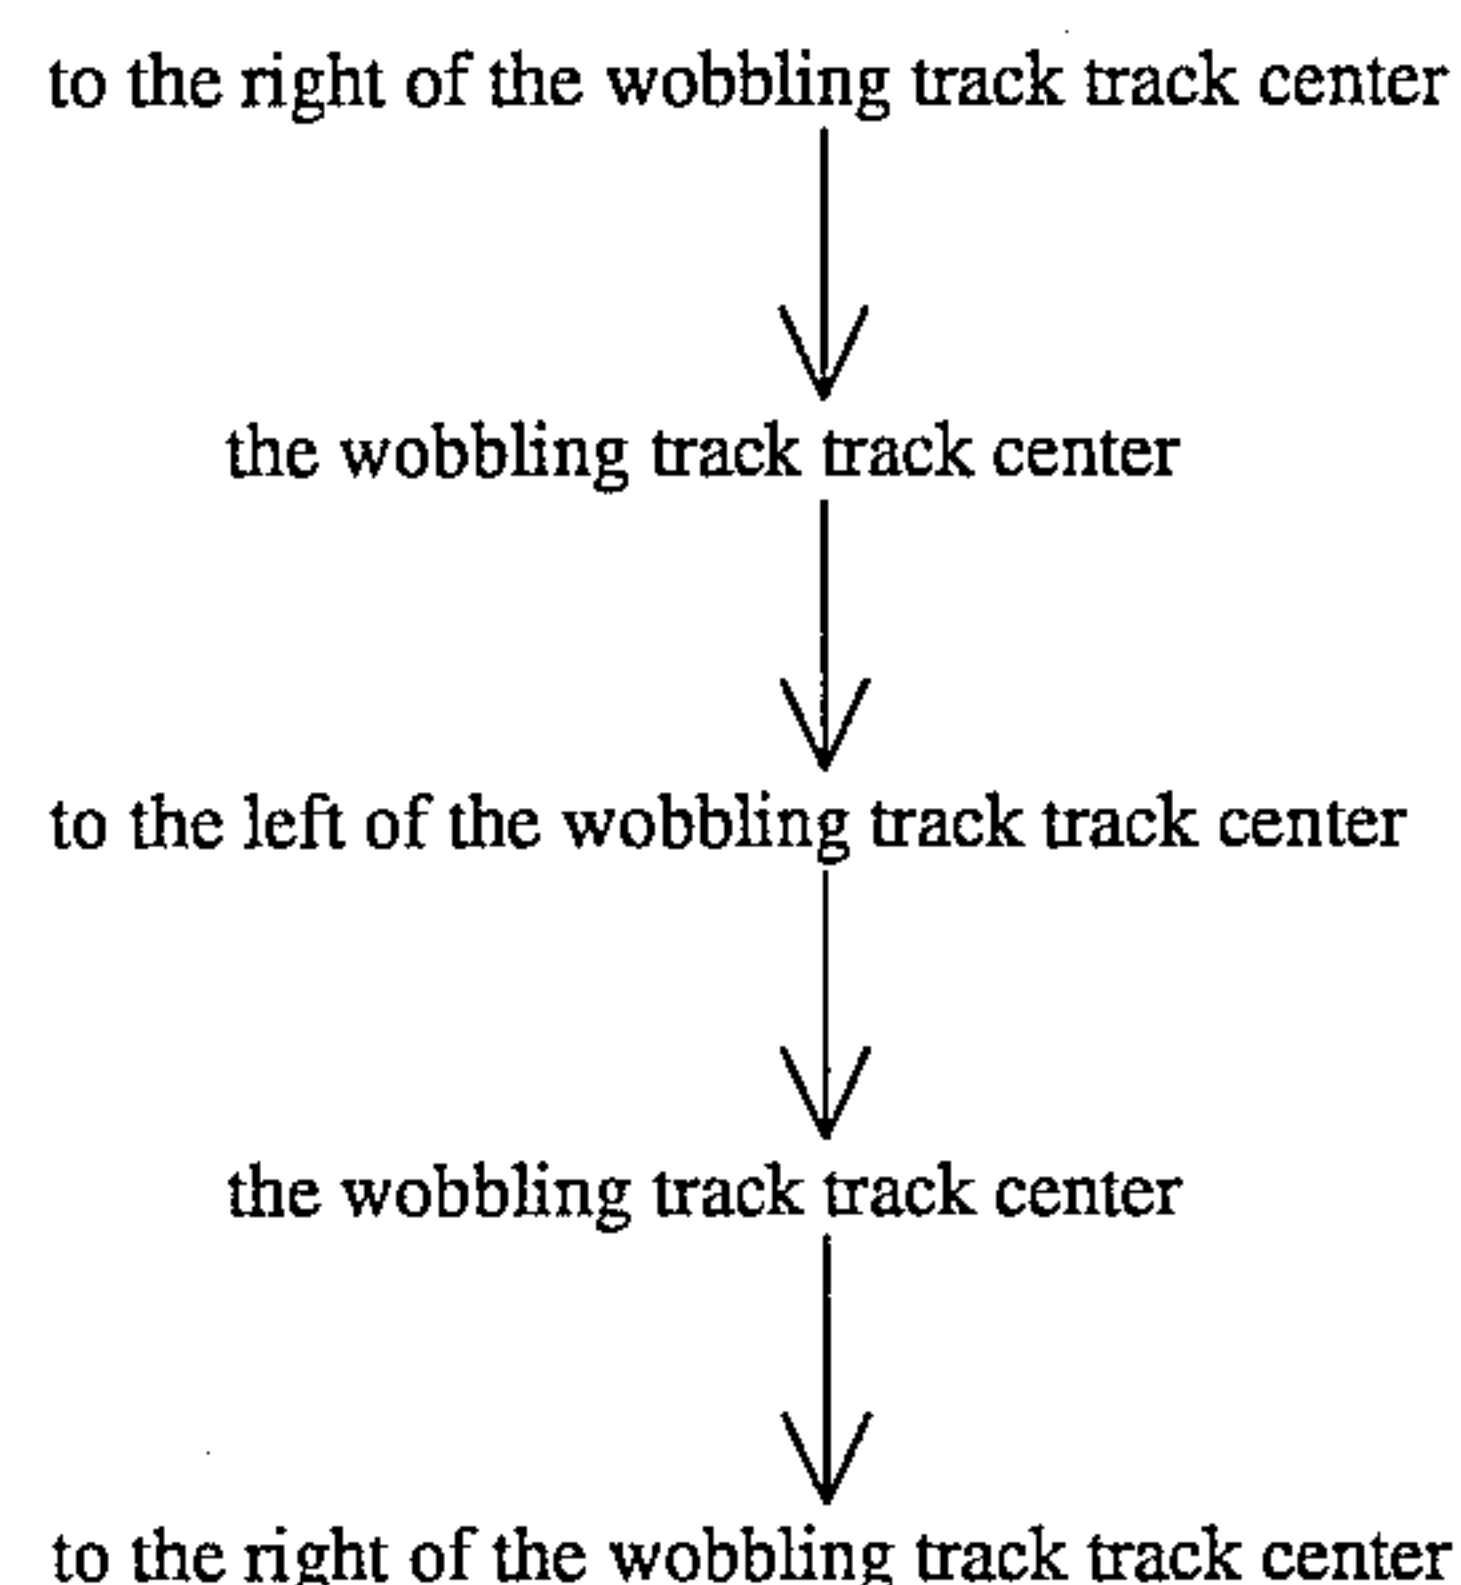 to the right of the wobbling track track center
the wobbling track track center
to the left of the wobbling track track center
the wobbling track track center
to the right of the wobbling track track center